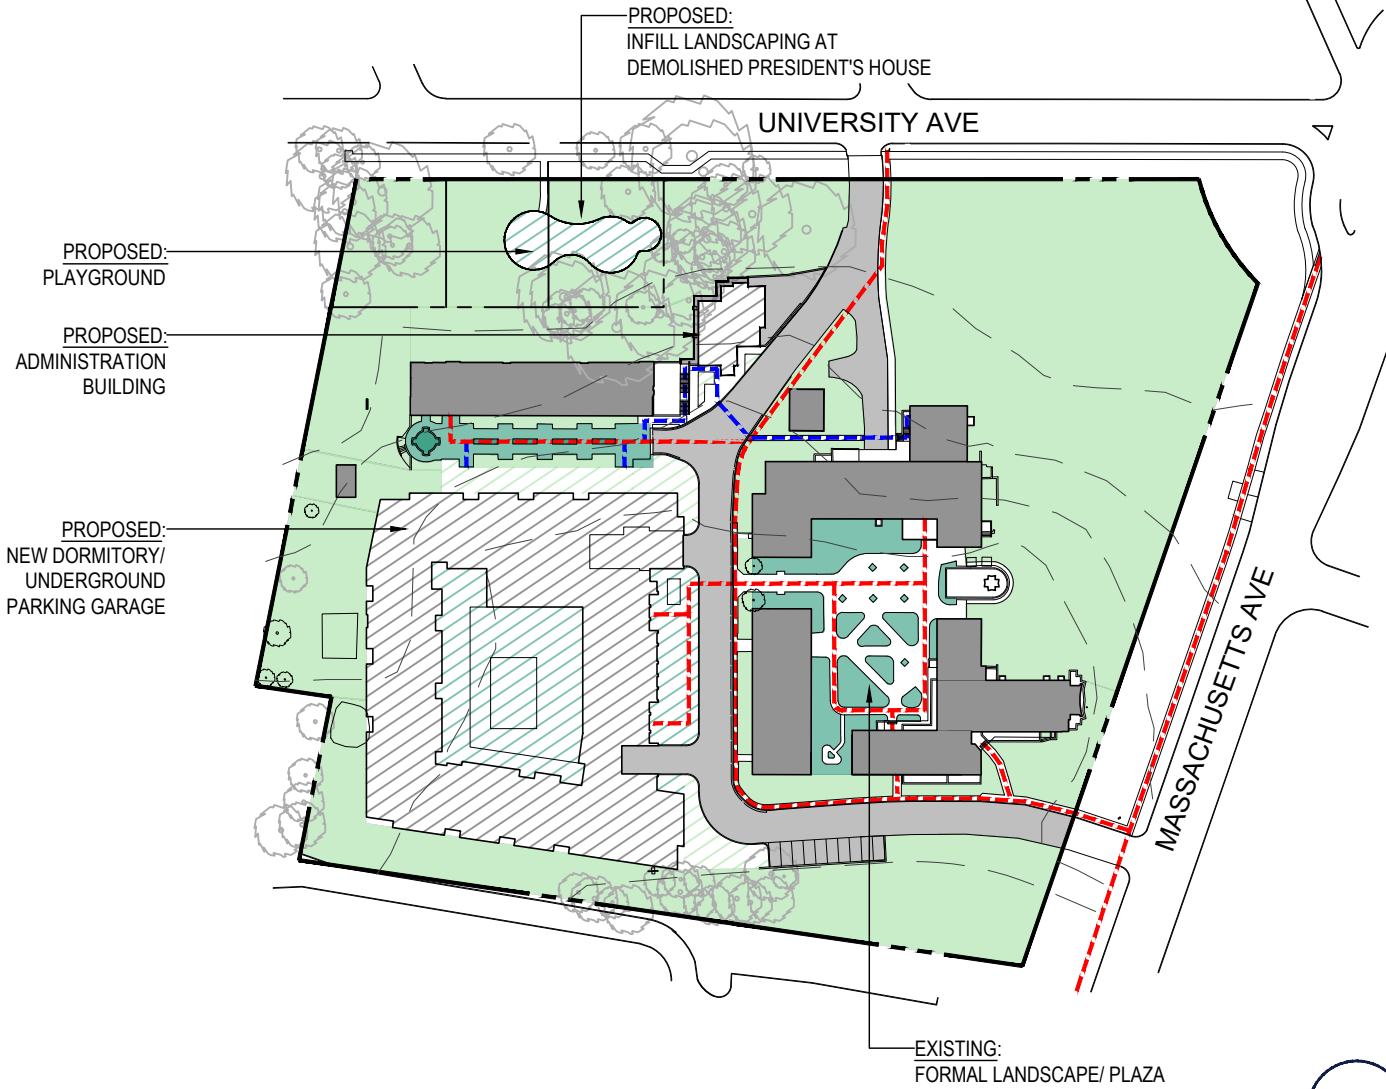 PROPOSED:
INFILL LANDSCAPING AT
DEMOLISHED PRESIDENT'S HOUSE
UNIVERSITY AVE
PROPOSED:
PLAYGROUND
PROPOSED:
ADMINISTRATION
BUILDING
PROPOSED:
NEW DORMITORY/
UNDERGROUND
PARKING GARAGE
MASSACHUSETTS AVE
EXISTING:
FORMAL LANDSCAPE/ PLAZA